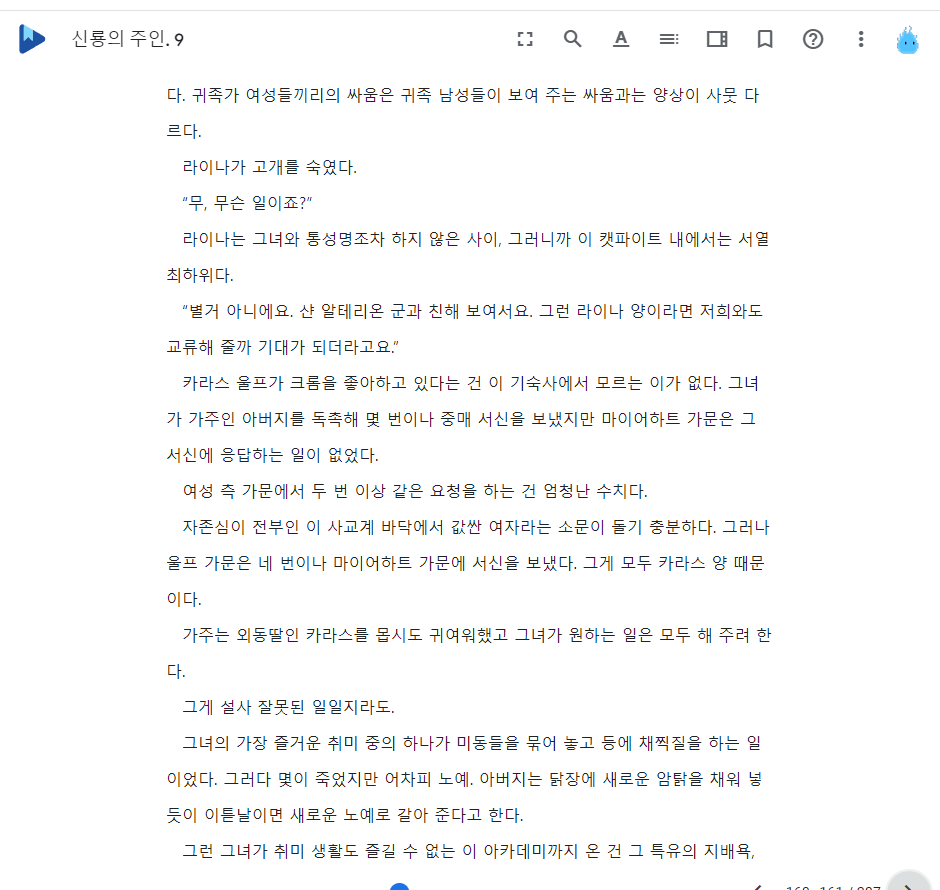 신룡의 주인. 9
다. 귀족가 여성들끼리의 싸움은 귀족 남성들이 보여 주는 싸움과는 양상이 사뭇 다
르다.
라이나가 고개를 숙였다.
“무, 무슨 일이죠?”
라이나는 그녀와 통성명조차 하지 않은 사이, 그러니까 이 캣파이트 내에서는 서열
최하위다.
“별거 아니에요. 샨 알테리온 군과 친해 보여서요. 그런 라이나 양이라면 저희와도
교류해 줄까 기대가 되더라고요.”
카라스 울프가 크롬을 좋아하고 있다는 건 이 기숙사에서 모르는 이가 없다. 그녀
가 가주인 아버지를 독촉해 몇 번이나 중매 서신을 보냈지만 마이어하트 가문은 그
서신에 응답하는 일이 없었다.
여성 측 가문에서 두 번 이상 같은 요청을 하는 건 엄청난 수치다.
자존심이 전부인 이 사교계 바닥에서 값싼 여자라는 소문이 돌기 충분하다. 그러나
울프 가문은 네 번이나 마이어하트 가문에 서신을 보냈다. 그게 모두 카라스 양 때문
이다.
가주는 외동딸인 카라스를 몹시도 귀여워했고 그녀가 원하는 일은 모두 해 주려 한
다.
그게 설사 잘못된 일일지라도.
그녀의 가장 즐거운 취미 중의 하나가 미동들을 묶어 놓고 등에 채찍질을 하는 일
이었다. 그러다 몇이 죽었지만 어차피 노예. 아버지는 닭장에 새로운 암탉을 채워 넣
듯이 이튿날이면 새로운 노예로 갈아 준다고 한다.
그런 그녀가 취미 생활도 즐길 수 없는 이 아카데미까지 온 건 그 특유의 지배욕,